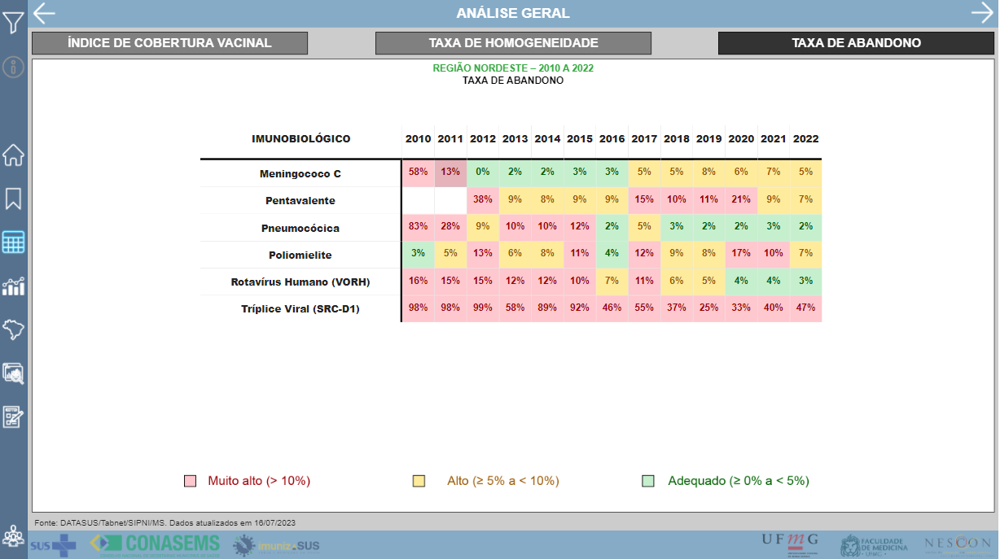 ANÁLISE GERAL
ÍNDICE DE COBERTURA VACINAL TAXA DE HOMOGENEIDADE TAXA DE ABANDONO
REGIÃO NORDESTE – 2010 A 2022
TAXA DE ABANDONO
IMUNOBIOLÓGICO 2010 2011 2012 2013 2014 2015 2016 2017 2018 2019 2020 2021 2022
Meningococo C 58% 13% 0% 2% 2% 3% 3% 5% 5% 8% 6% 7% 5%
Pentavalente 38% 9% 8% 9% 9% 15% 10% 11% 21% 9% 7%
Pneumocócica 83% 28% 9% 10% 10% 12% 2% 5% 3% 2% 2% 3% 2%
Poliomielite 3% 5% 13% 6% 8% 11% 4% 12% 9% 8% 17% 10% 7%
Rotavírus Humano (VORH) 16% 15% 15% 12% 12% 10% 7% 11% 6% 5% 4% 4% 3%
Tríplice Viral (SRC-D1) 98% 98% 99% 58% 89% 92% 46% 55% 37% 25% 33% 40% 47%
Muito alto (> 10%) Alto (≥ 5% a < 10%) Adequado (≥ 0% a < 5%)
Fonte: DATASUS/Tabnet/SIPNI/MS. Dados atualizados em 16/07/2023
SUS CONASEMS imunizaSUS UFMG FACULDADE DE MEDICINA UFMG NESCON